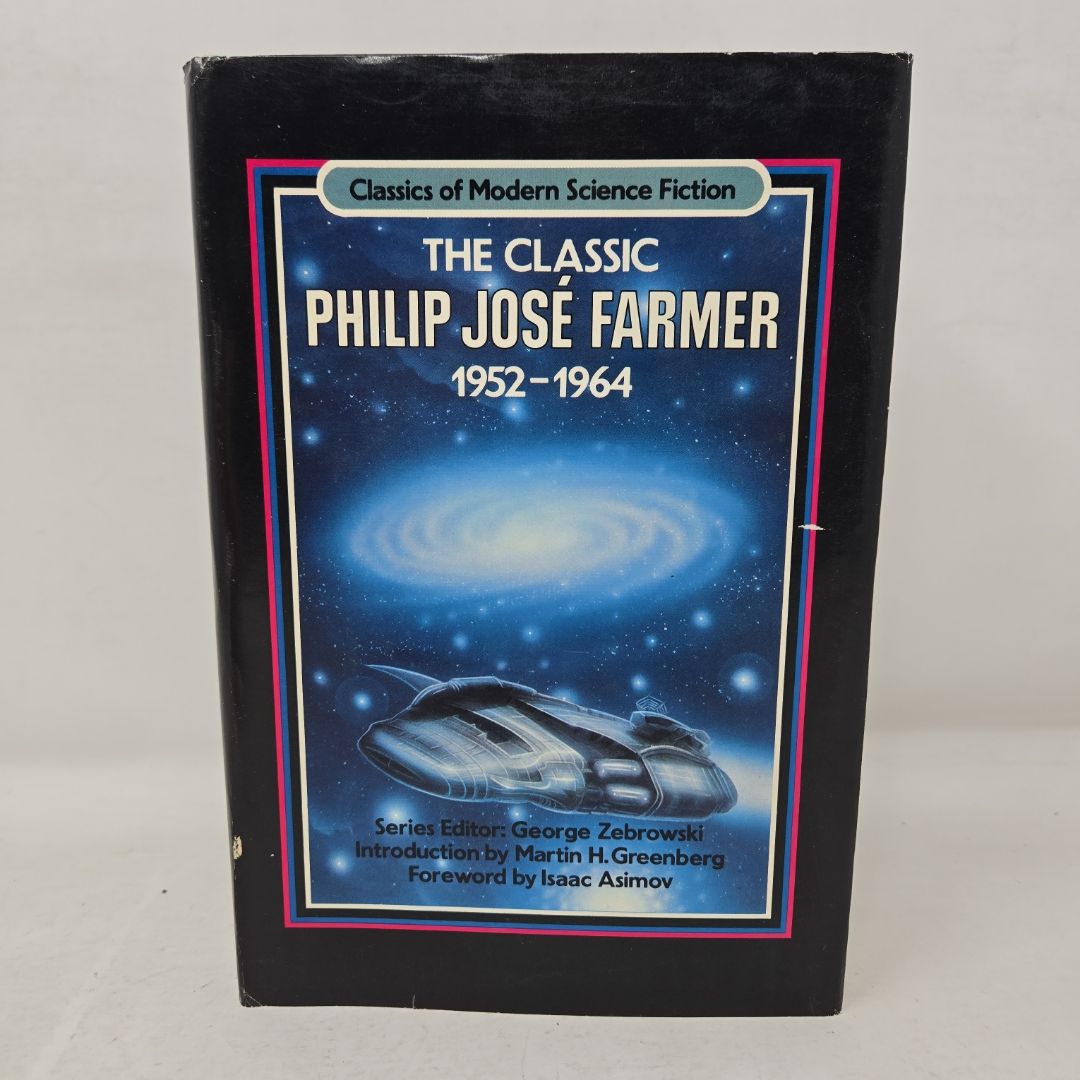 Classics of Modern Science Fiction
THE CLASSIC
PHILIP JOSÉ FARMER
1952–1964
Series Editor: George Zebrowski
Introduction by Martin H. Greenberg
Foreword by Isaac Asimov